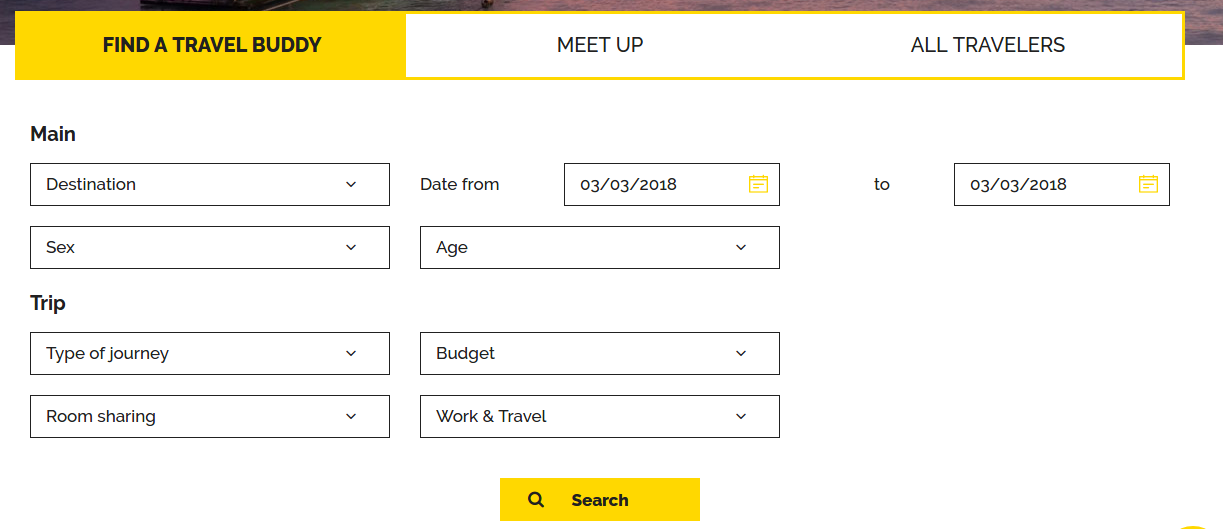 FIND A TRAVEL BUDDY MEET UP ALL TRAVELERS
Main
Destination Date from 03/03/2018 to 03/03/2018
Sex Age
Trip
Type of journey Budget
Room sharing Work & Travel
Search